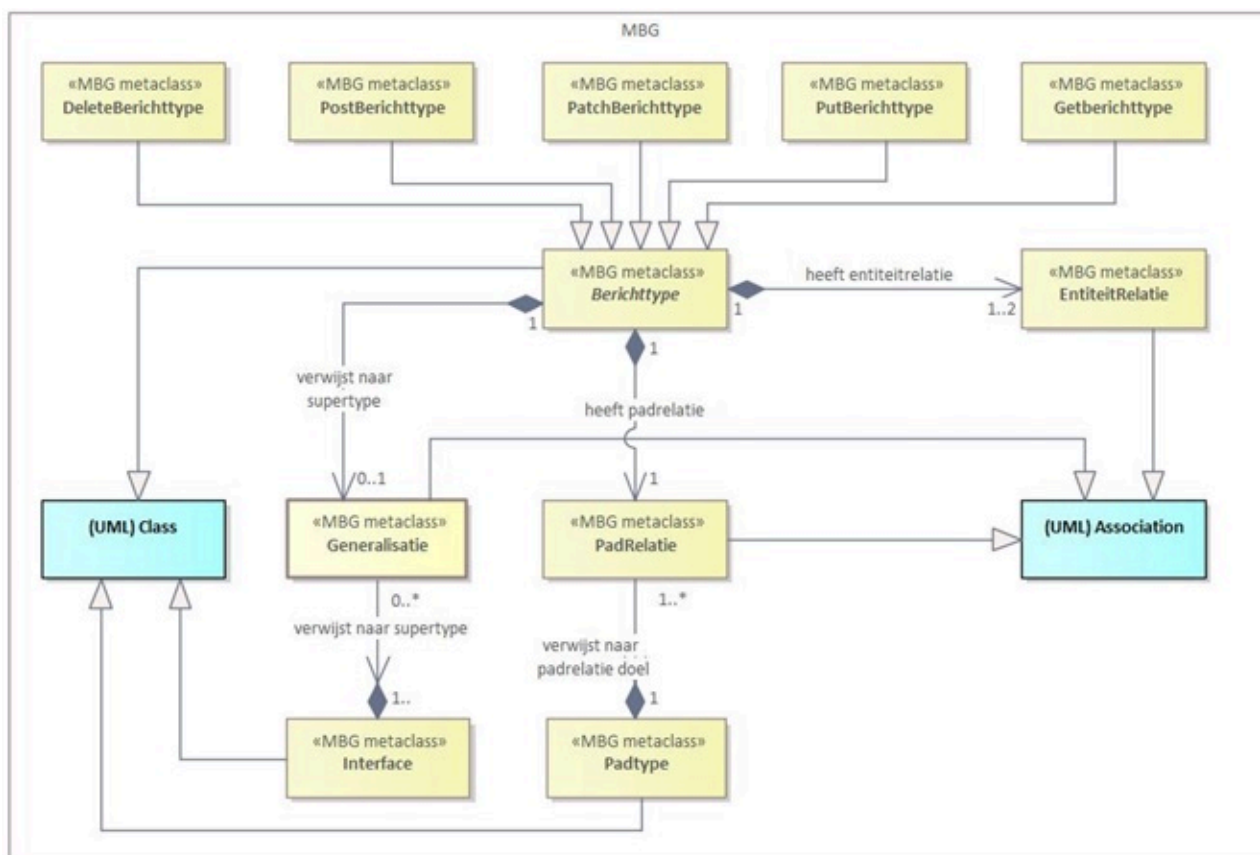 MBG
«MBG metaclass»
DeleteBerichttype
«MBG metaclass»
PostBerichttype
«MBG metaclass»
PatchBerichttype
«MBG metaclass»
PutBerichttype
«MBG metaclass»
Getberichttype
«MBG metaclass»
Berichttype
heeft entiteitrelatie
1
1..2
«MBG metaclass»
EntiteitRelatie
1
1
verwijst naar
supertype
heeft padrelatie
0..1
1
(UML) Class
«MBG metaclass»
Generalisatie
«MBG metaclass»
PadRelatie
(UML) Association
0..*
1..*
verwijst naar supertype
verwijst naar
padrelatie doel
1..
1
«MBG metaclass»
Interface
«MBG metaclass»
Padtype